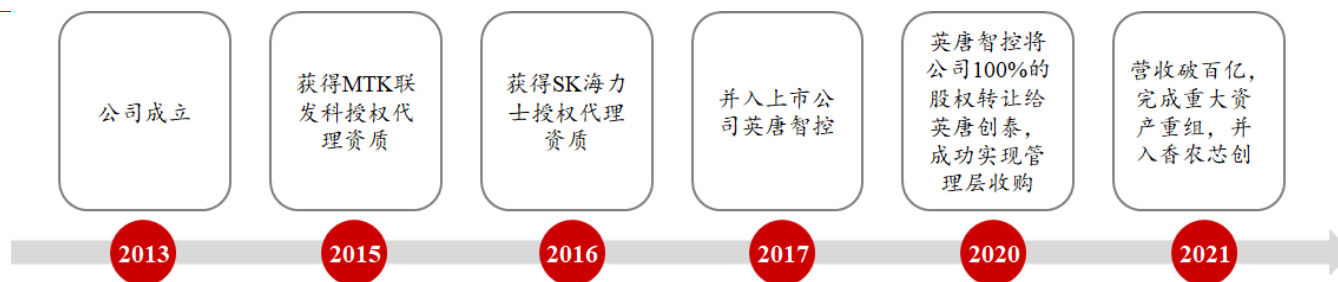 公司成立
获得MTK联
发科授权代
理资质
获得SK海力
士授权代理
资质
并入上市公
司英唐智控
英唐智控将
公司100%的
股权转让给
英唐创泰，
成功实现管
理层收购
营收破百亿，
完成重大资
产重组，并
入香农芯创
2013
2015
2016
2017
2020
2021